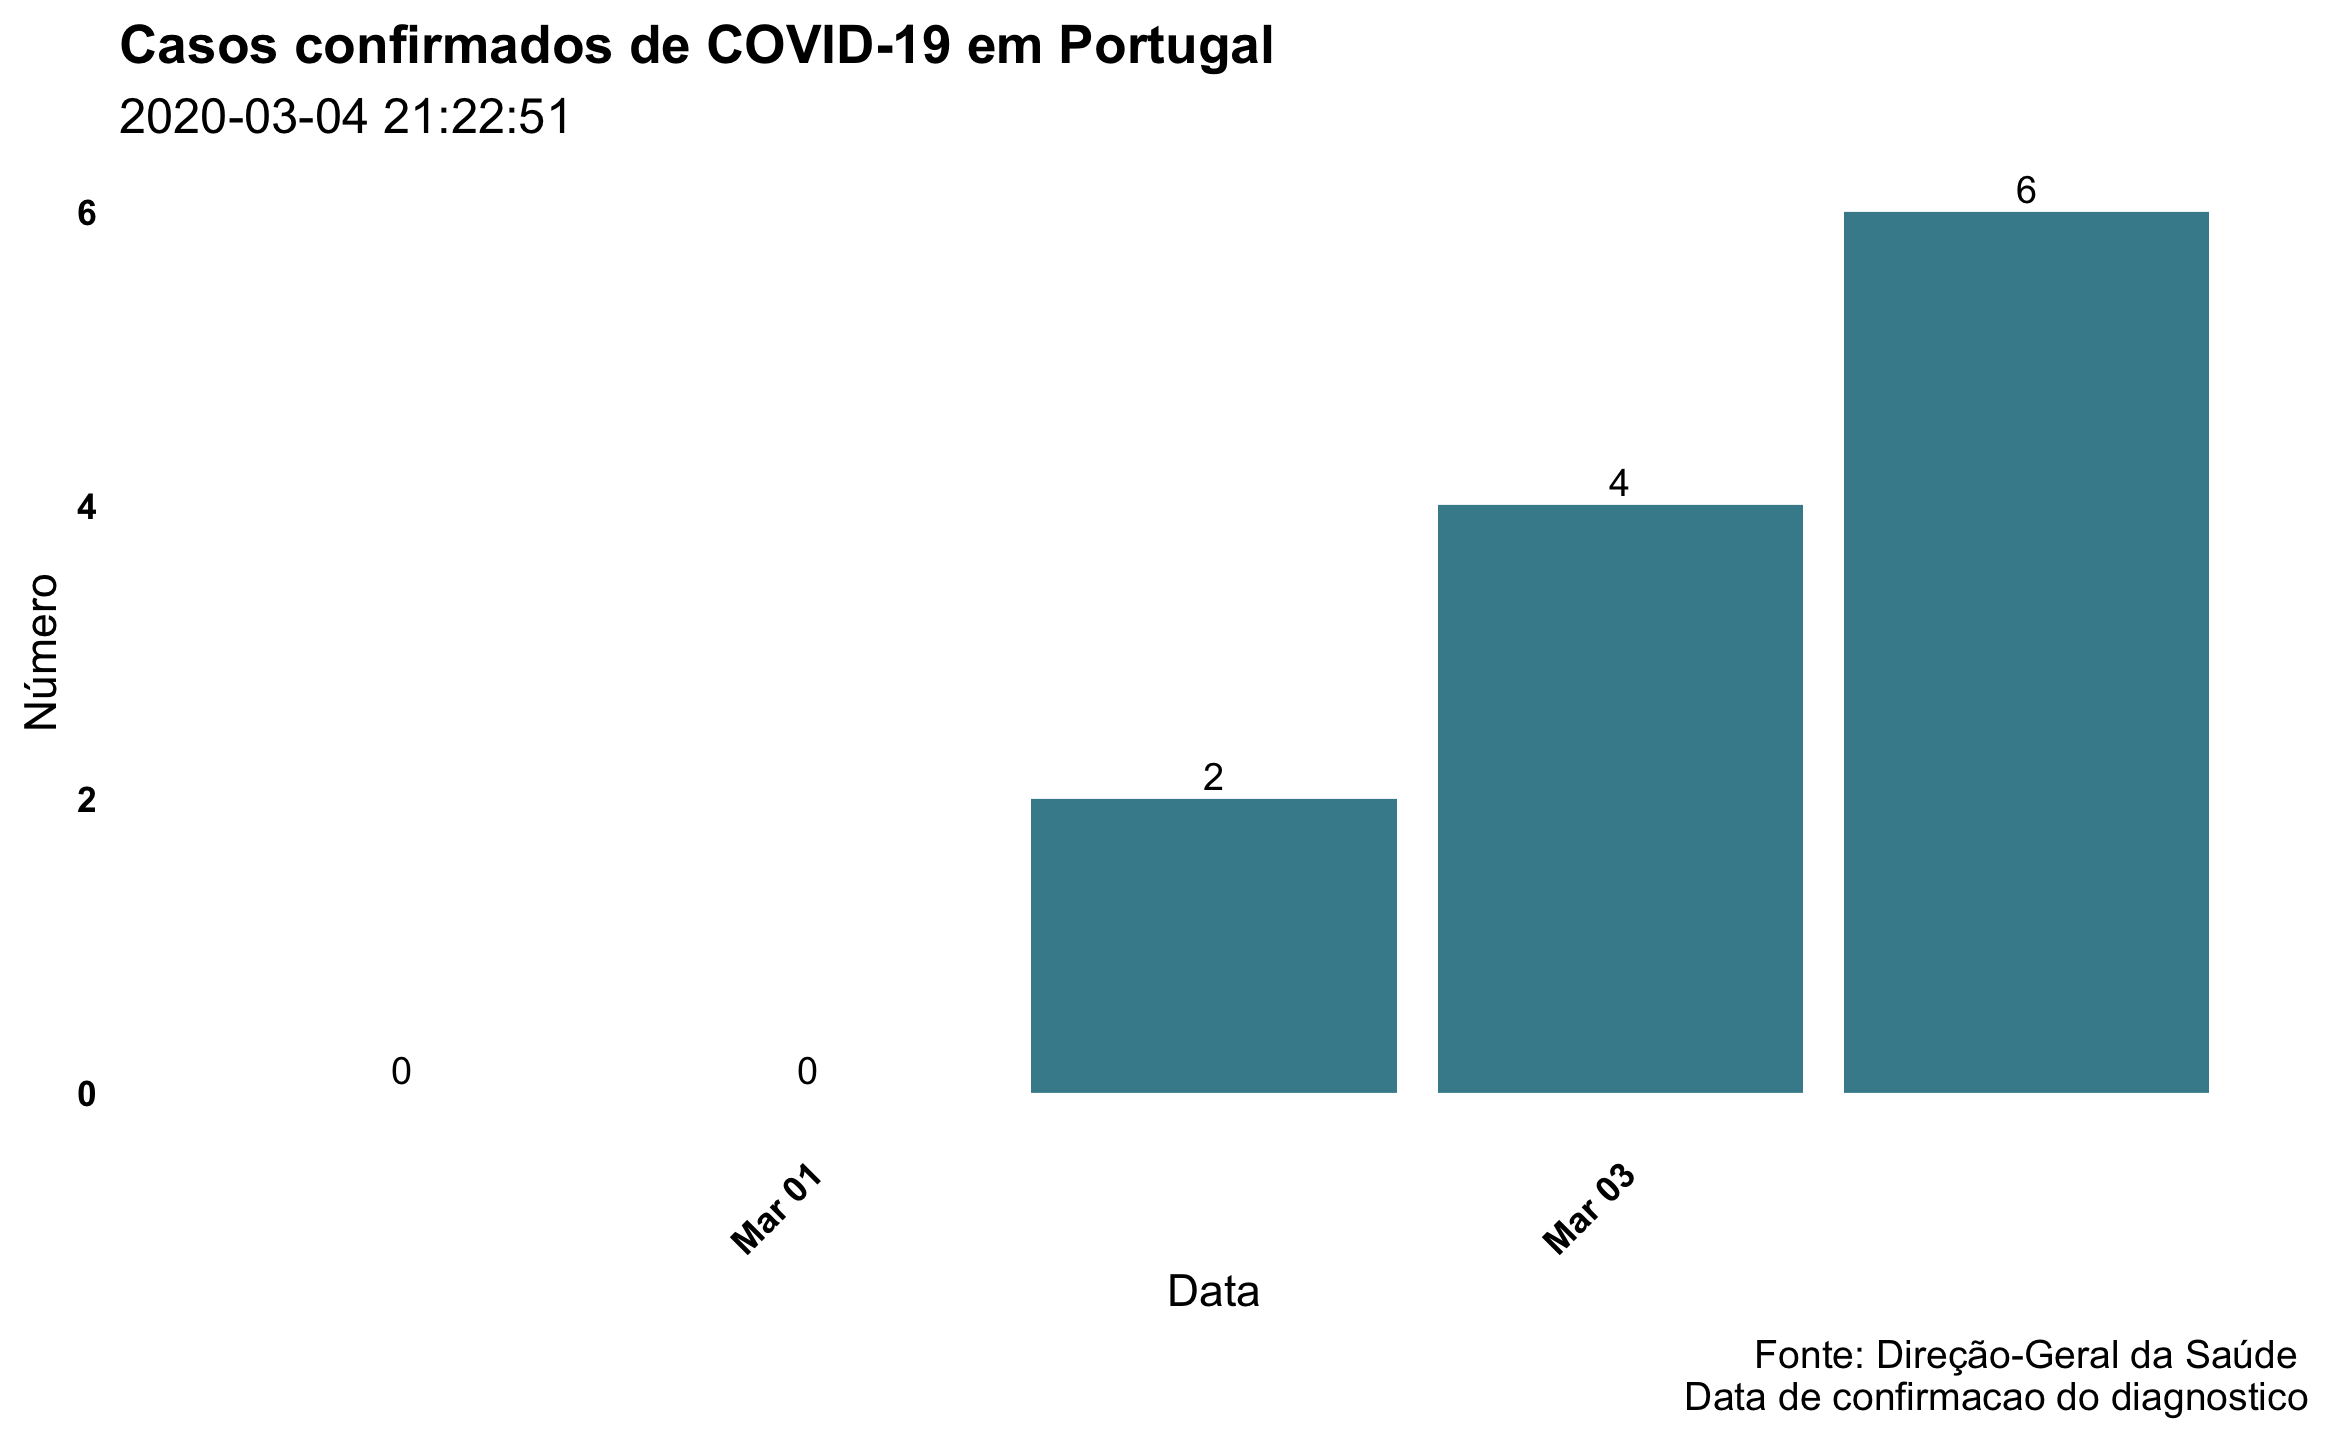 Casos confirmados de COVID-19 em Portugal
2020-03-04 21:22:51
6
6
4
4
Número
2
2
0
0
0
Mar 01
Mar 03
Data
Fonte: Direção-Geral da Saúde
Data de confirmacao do diagnostico